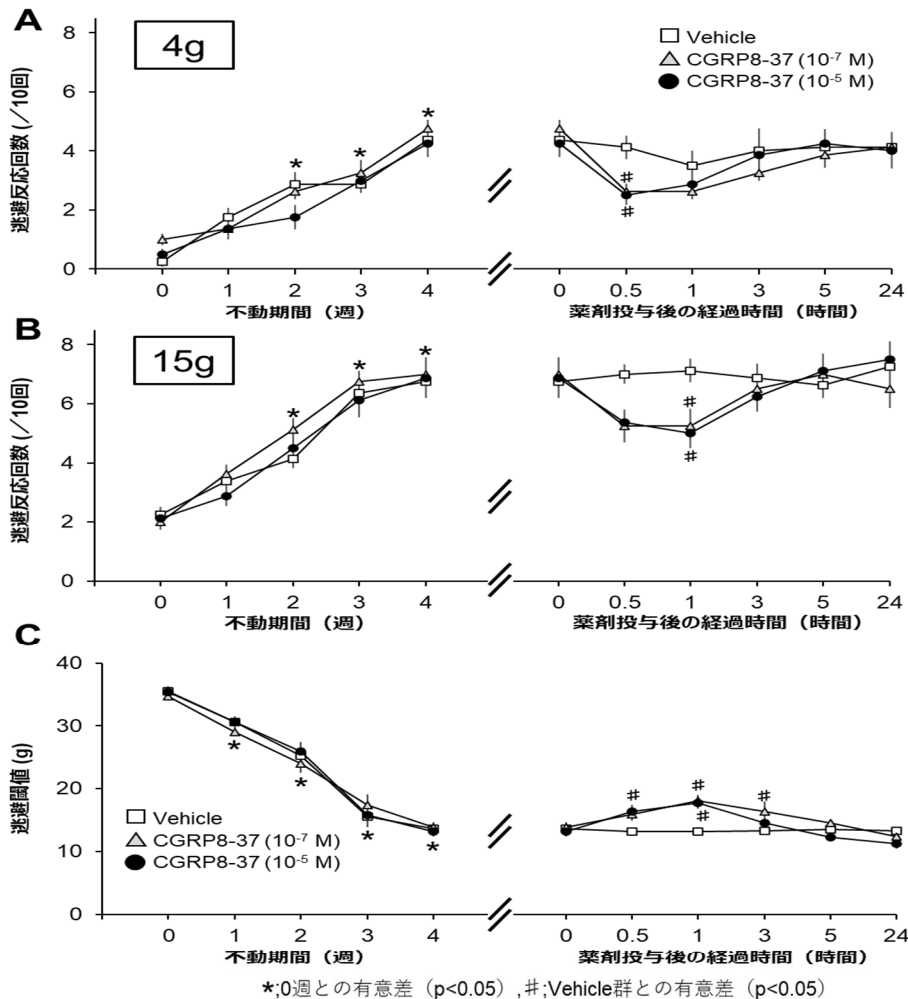 A
4g
Vehicle
CGRP8-37 (10⁻⁷ M)
CGRP8-37 (10⁻⁵ M)
逃避反応回数 (／10回)
8
6
4
2
0
* * *
♯
♯
0 1 2 3 4
0 0.5 1 3 5 24
不動期間（週）
薬剤投与後の経過時間（時間）
B
15g
逃避反応回数 (／10回)
8
6
4
2
0
* * *
♯
♯
0 1 2 3 4
0 0.5 1 3 5 24
不動期間（週）
薬剤投与後の経過時間（時間）
C
逃避閾値 (g)
40
30
20
10
0
* * * *
♯ ♯ ♯
♯
Vehicle
CGRP8-37 (10⁻⁷ M)
CGRP8-37 (10⁻⁵ M)
0 1 2 3 4
0 0.5 1 3 5 24
不動期間（週）
薬剤投与後の経過時間（時間）
*;0週との有意差（p<0.05）,♯;Vehicle群との有意差（p<0.05）